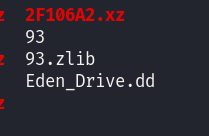 z 2F106A2.xz
93
z 93.zlib
Eden_Drive.dd
z